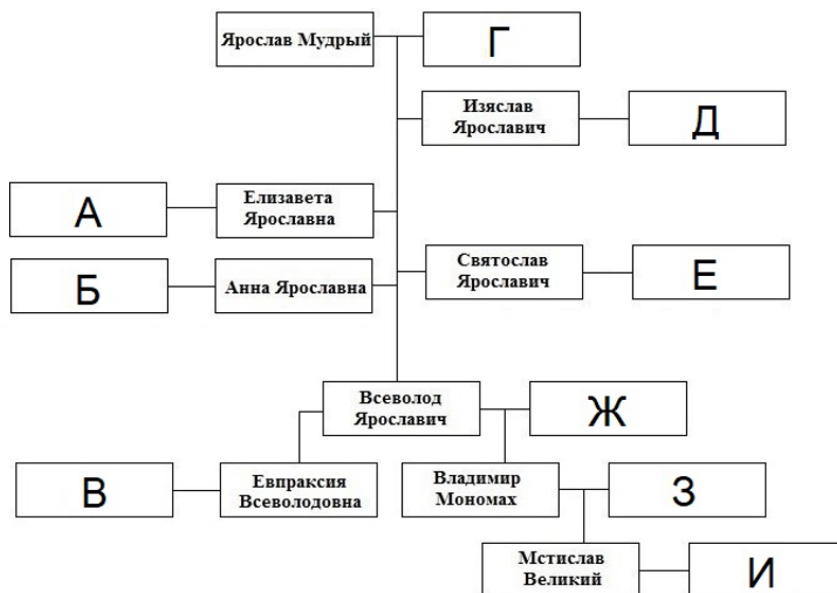 Ярослав Мудрый
Г
Изяслав
Ярославич
Д
А
Елизавета
Ярославна
Святослав
Ярославич
Е
Б
Анна Ярославна
Всеволод
Ярославич
Ж
В
Евпраксия
Всеволодовна
Владимир
Мономах
З
Мстислав
Великий
И